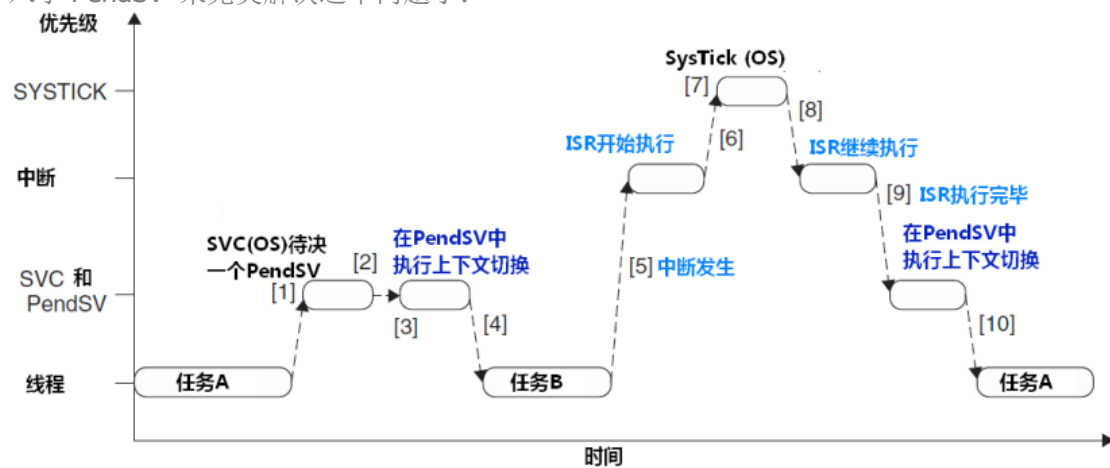 优先级
SysTick (OS)
SYSTICK
[7]
[8]
ISR开始执行
[6]
ISR继续执行
中断
[9] ISR执行完毕
SVC(OS)待决
一个PendSV
[2]
在PendSV中
执行上下文切换
在PendSV中
执行上下文切换
SVC 和
PendSV
[1]
[5] 中断发生
[3]
[4]
[10]
线程
任务A
任务B
任务A
时间